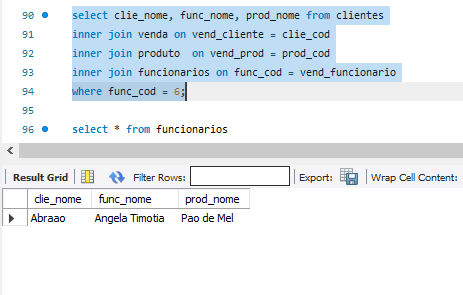 90 select clie_nome, func_nome, prod_nome from clientes
91 inner join venda on vend_cliente = clie_cod
92 inner join produto  on vend_prod = prod_cod
93 inner join funcionarios on func_cod = vend_funcionario
94 where func_cod = 6;
95
96 select * from funcionarios
Result Grid Filter Rows: Export: Wrap Cell Content:
clie_nome func_nome prod_nome
Abraao Angela Timotia Pao de Mel